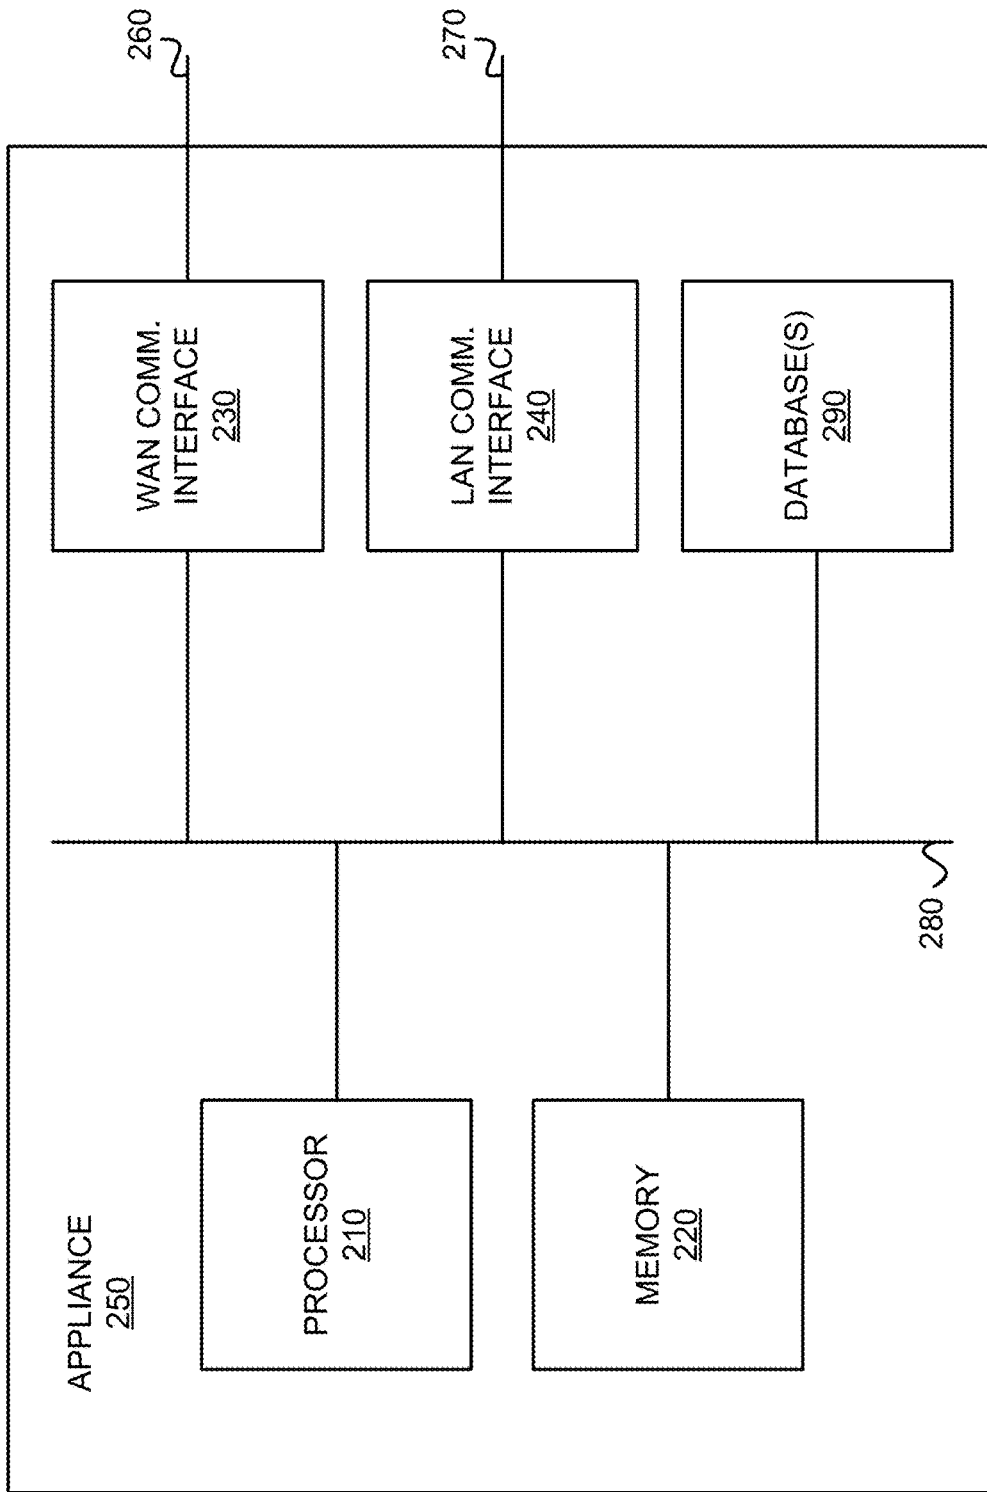 APPLIANCE
250
PROCESSOR
210
MEMORY
220
280
WAN COMM.
INTERFACE
230
LAN COMM.
INTERFACE
240
DATABASE(S)
290
260
270